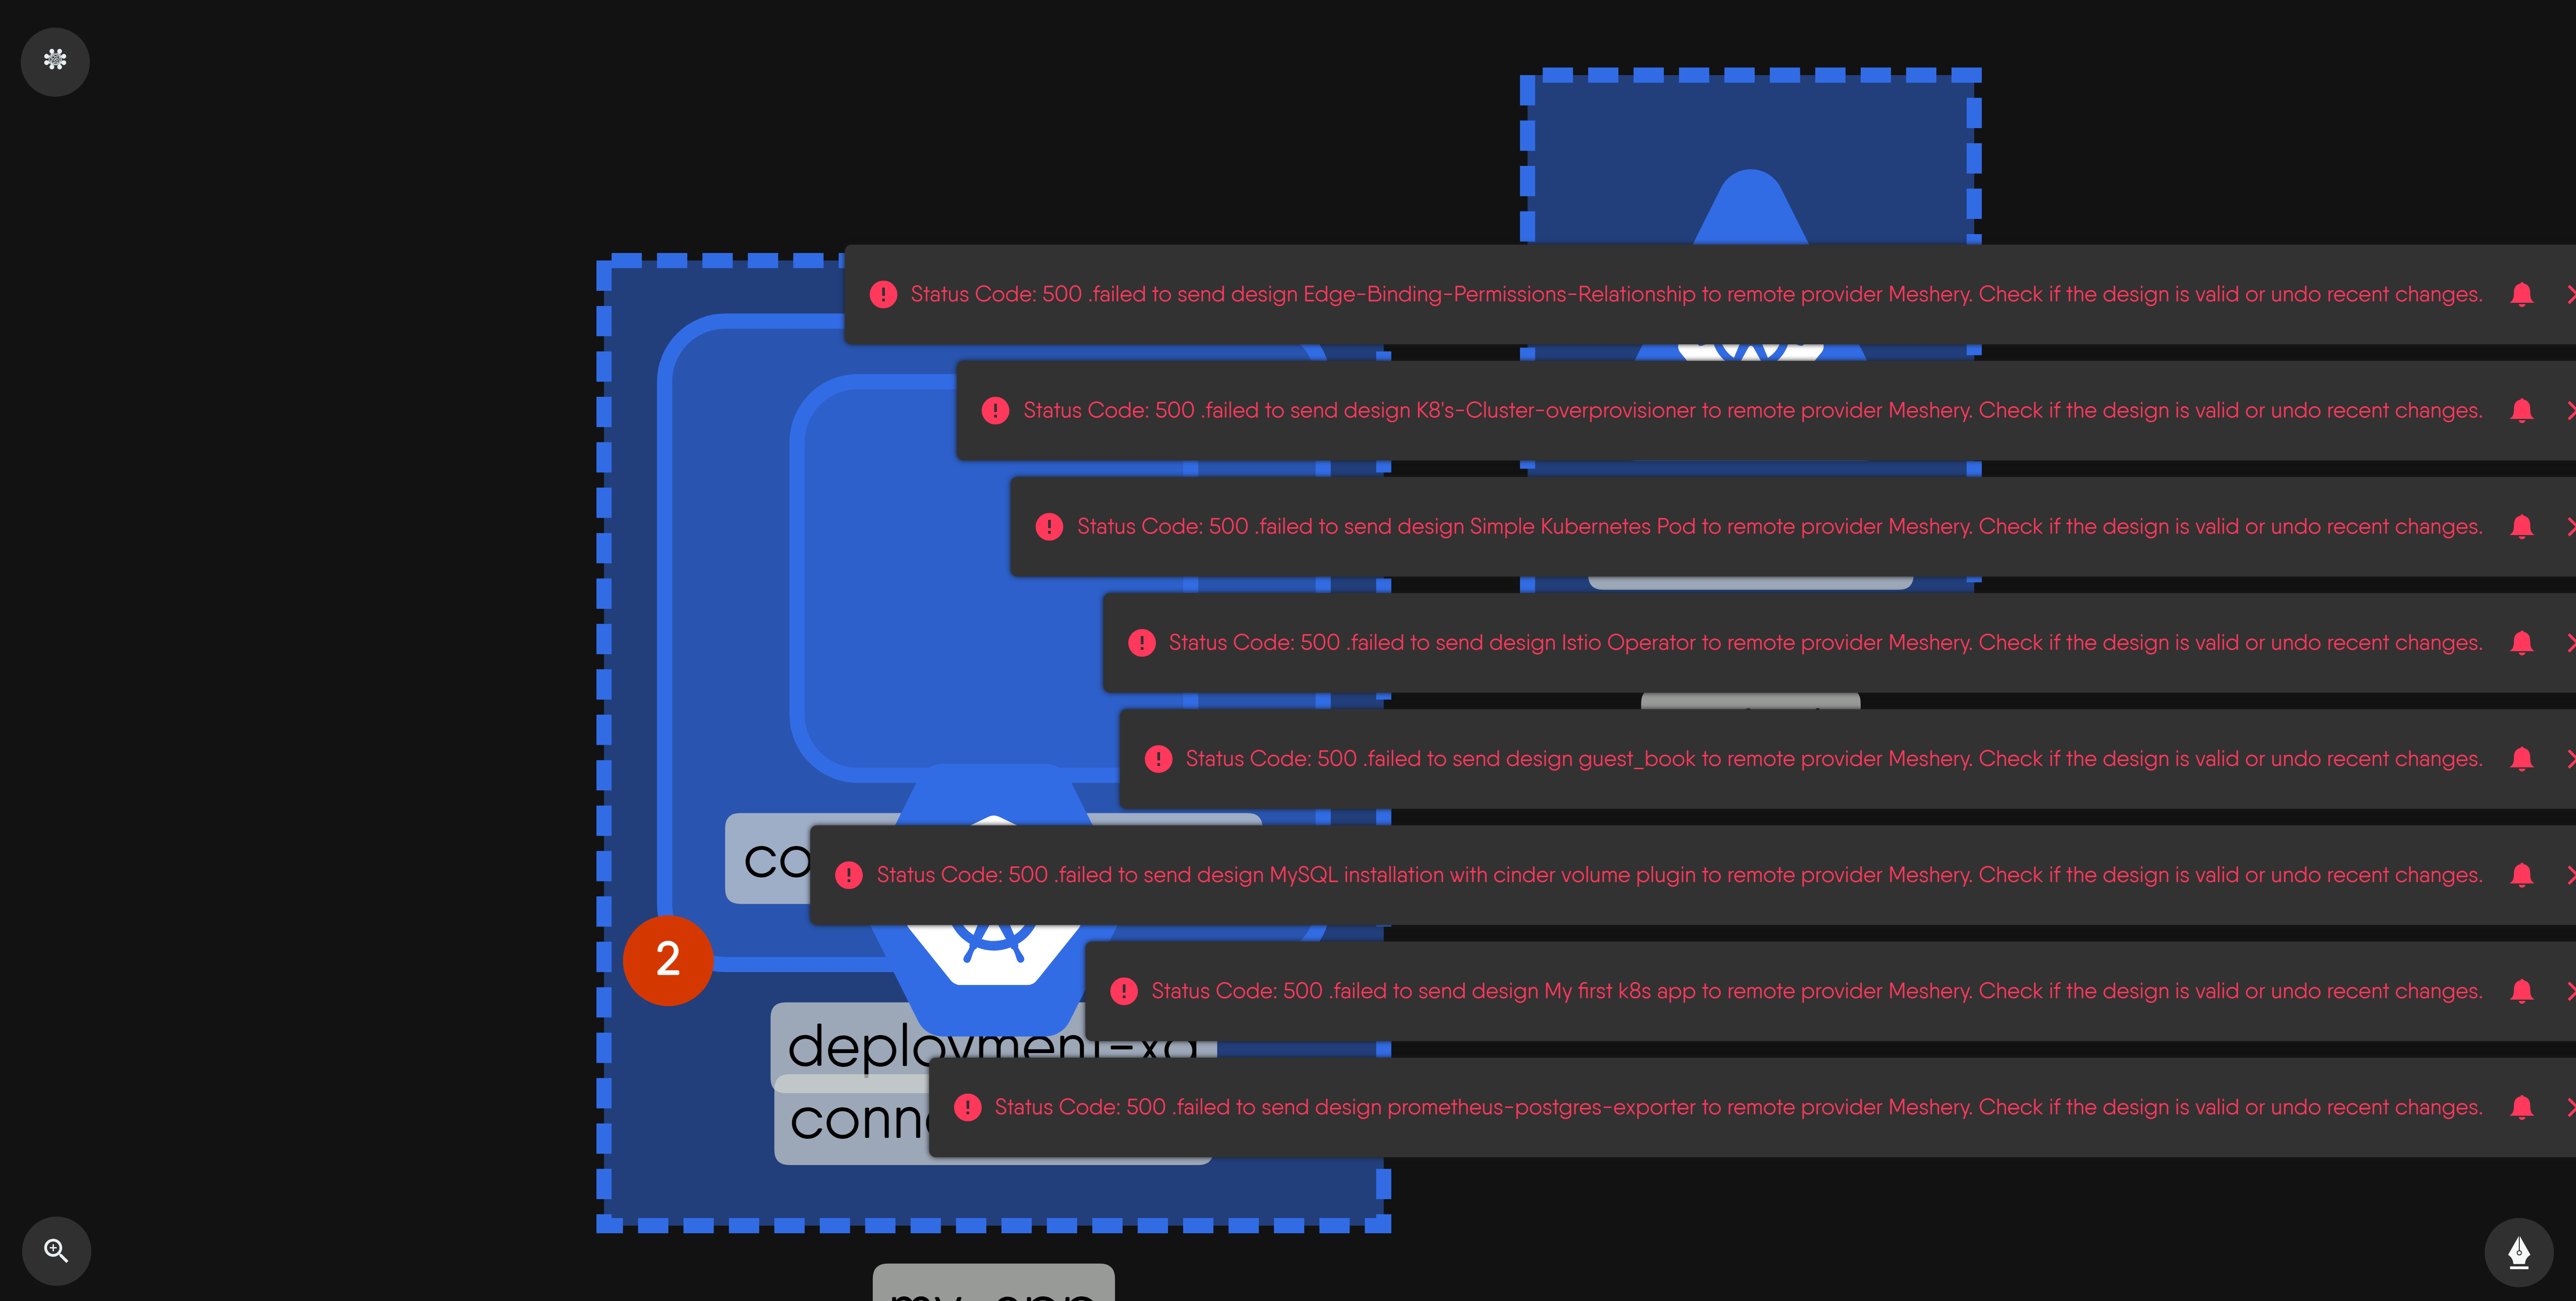 Status Code: 500 .failed to send design Edge-Binding-Permissions-Relationship to remote provider Meshery. Check if the design is valid or undo recent changes.
Status Code: 500 .failed to send design K8's-Cluster-overprovisioner to remote provider Meshery. Check if the design is valid or undo recent changes.
Status Code: 500 .failed to send design Simple Kubernetes Pod to remote provider Meshery. Check if the design is valid or undo recent changes.
Status Code: 500 .failed to send design Istio Operator to remote provider Meshery. Check if the design is valid or undo recent changes.
Status Code: 500 .failed to send design guest_book to remote provider Meshery. Check if the design is valid or undo recent changes.
Status Code: 500 .failed to send design MySQL installation with cinder volume plugin to remote provider Meshery. Check if the design is valid or undo recent changes.
2
Status Code: 500 .failed to send design My first k8s app to remote provider Meshery. Check if the design is valid or undo recent changes.
deployment-xq
Status Code: 500 .failed to send design prometheus-postgres-exporter to remote provider Meshery. Check if the design is valid or undo recent changes.
my-app